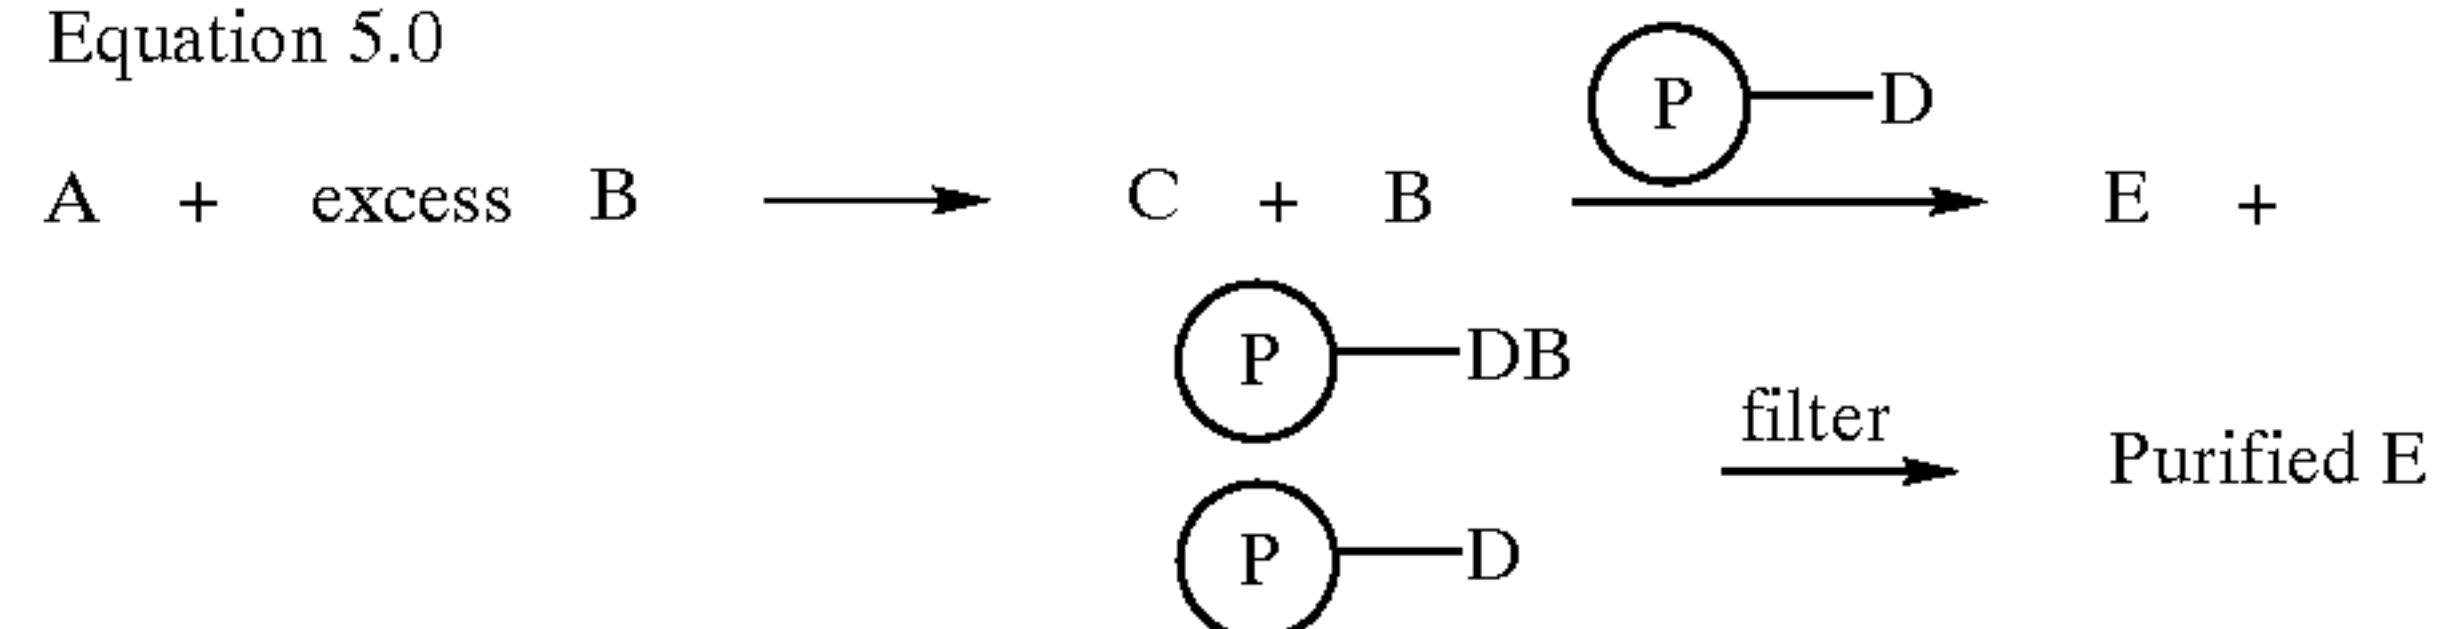 Equation 5.0
P D
A + excess B C + B E +
P DB
filter
Purified E
P D